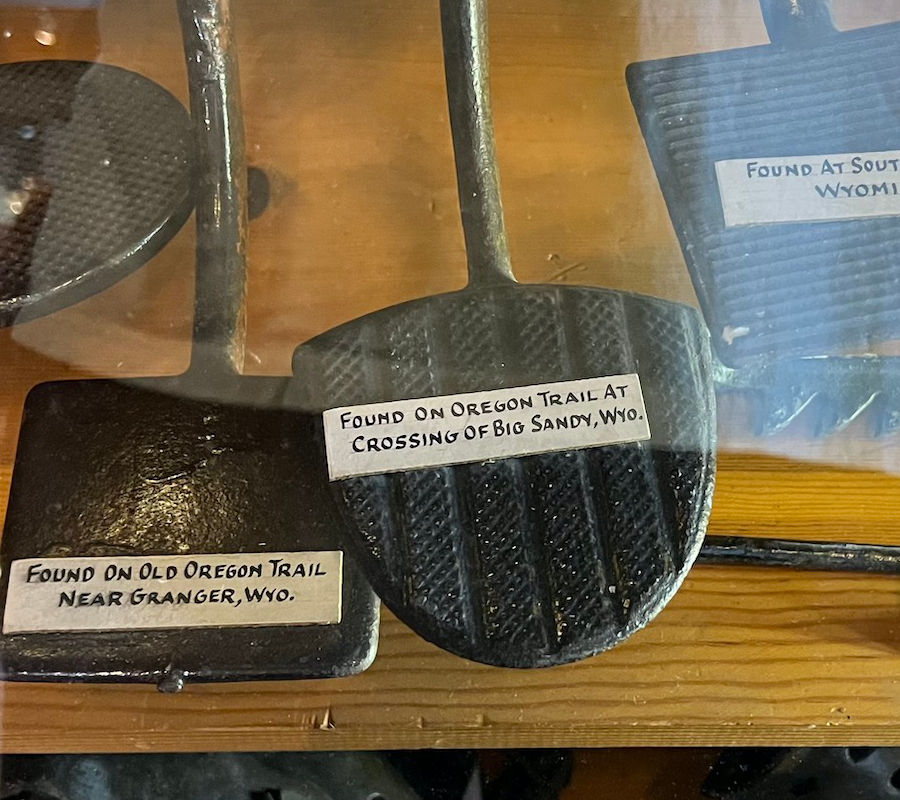 FOUND AT
WYOMI
FOUND ON OREGON TRAIL AT
CROSSING OF BIG SANDY, WYO.
FOUND ON OLD OREGON TRAIL
NEAR GRANGER, WYO.